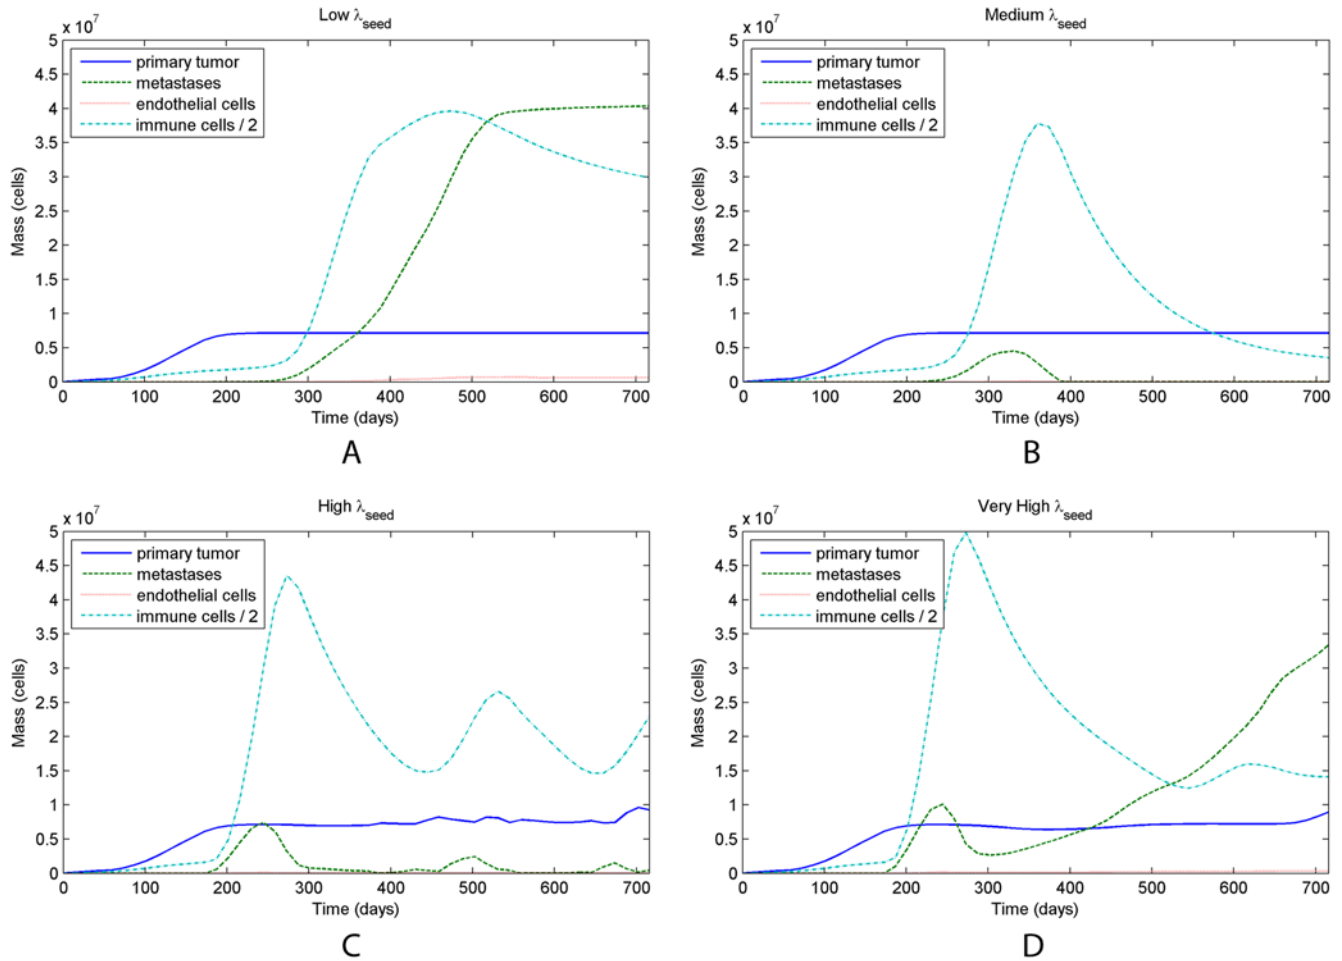 Low λseed
x 10^7
5
4.5
4
3.5
3
2.5
2
1.5
1
0.5
0
primary tumor
metastases
endothelial cells
immune cells / 2
Mass (cells)
0 100 200 300 400 500 600 700
Time (days)
A
Medium λseed
x 10^7
5
4.5
4
3.5
3
2.5
2
1.5
1
0.5
0
primary tumor
metastases
endothelial cells
immune cells / 2
Mass (cells)
0 100 200 300 400 500 600 700
Time (days)
B
High λseed
x 10^7
5
4.5
4
3.5
3
2.5
2
1.5
1
0.5
0
primary tumor
metastases
endothelial cells
immune cells / 2
Mass (cells)
0 100 200 300 400 500 600 700
Time (days)
C
Very High λseed
x 10^7
5
4.5
4
3.5
3
2.5
2
1.5
1
0.5
0
primary tumor
metastases
endothelial cells
immune cells / 2
Mass (cells)
0 100 200 300 400 500 600 700
Time (days)
D